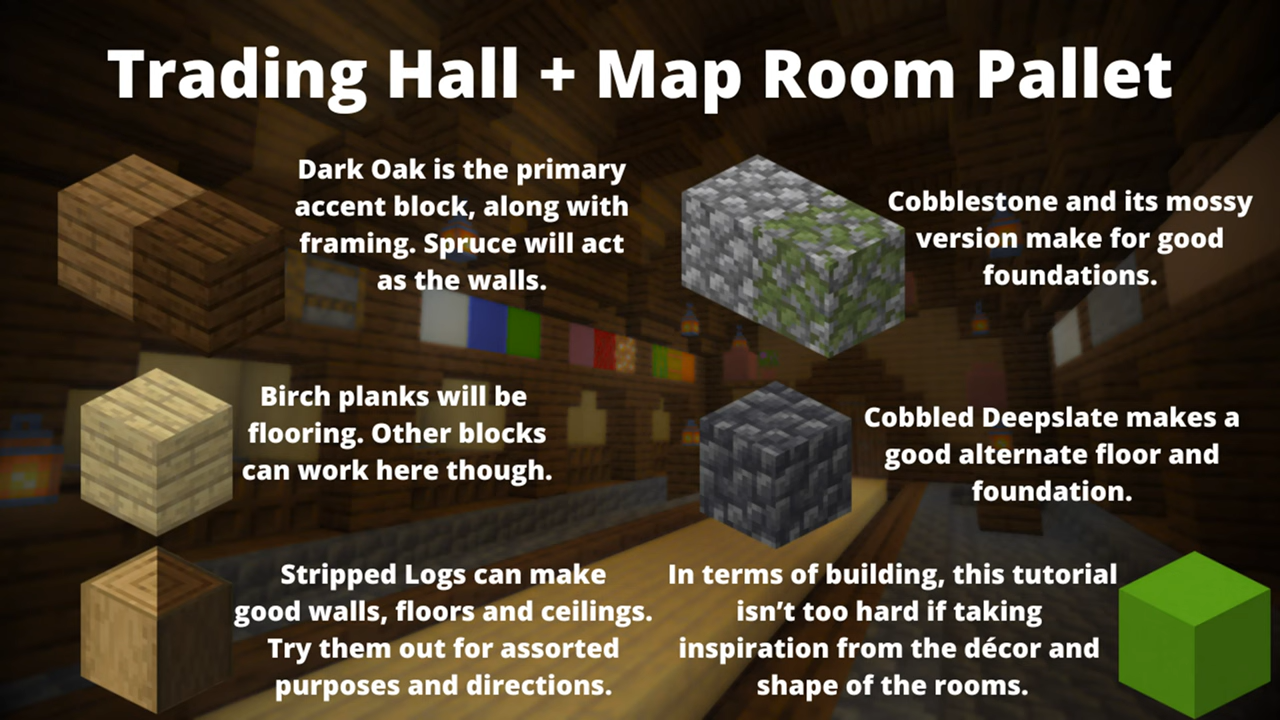 Trading Hall + Map Room Pallet
Dark Oak is the primary
accent block, along with
framing. Spruce will act
as the walls.
Cobblestone and its mossy
version make for good
foundations.
Birch planks will be
flooring. Other blocks
can work here though.
Cobbled Deepslate makes a
good alternate floor and
foundation.
Stripped Logs can make
good walls, floors and ceilings.
Try them out for assorted
purposes and directions.
In terms of building, this tutorial
isn’t too hard if taking
inspiration from the décor and
shape of the rooms.